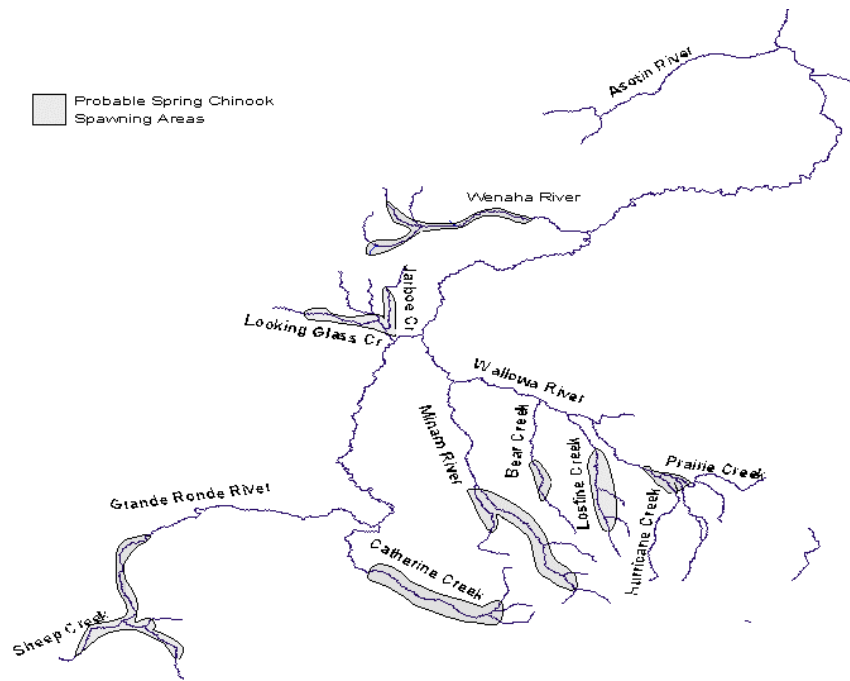 Asotin River
Probable Spring Chinook
Spawning Areas
Wenaha River
Jarboe Cr
Looking Glass Cr
Wallowa River
Minam River
Bear Creek
Lostine Creek
Prairie Creek
Hurricane Creek
Grande Ronde River
Catherine Creek
Sheep Creek